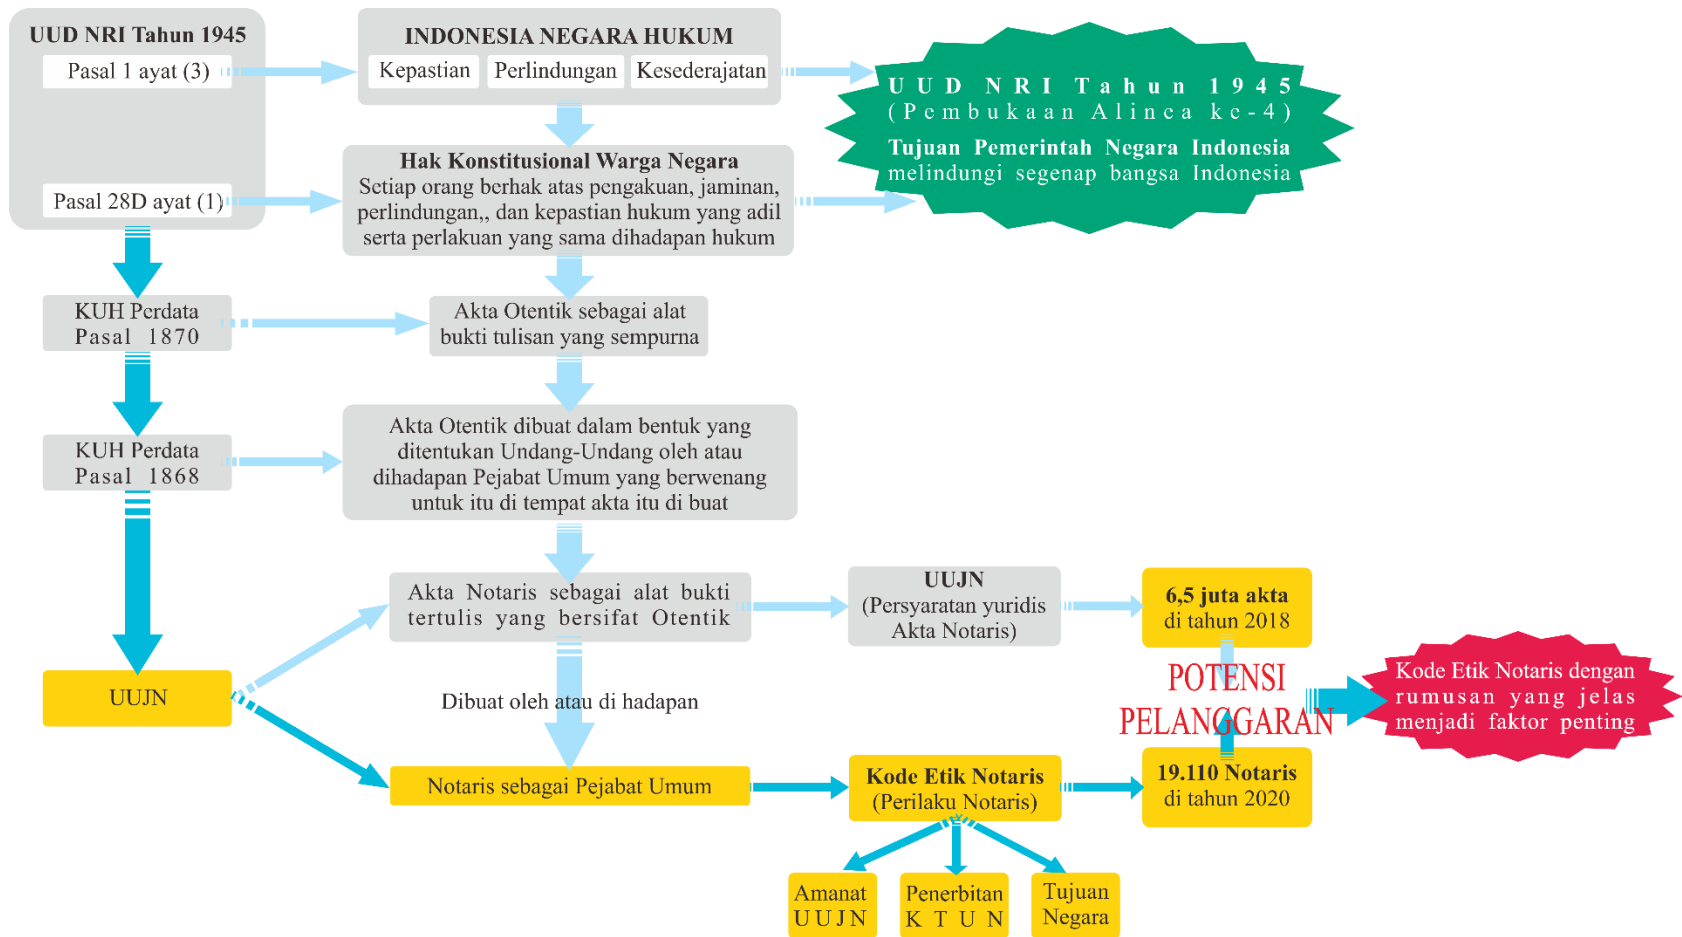 UUD NRI Tahun 1945
Pasal 1 ayat (3)
Pasal 28D ayat (1)
INDONESIA NEGARA HUKUM
Kepastian
Perlindungan
Kesederajatan
UUD NRI Tahun 1945
(Pembukaan Alinea ke-4)
Tujuan Pemerintah Negara Indonesia
melindungi segenap bangsa Indonesia
Hak Konstitusional Warga Negara
Setiap orang berhak atas pengakuan, jaminan,
perlindungan,, dan kepastian hukum yang adil
serta perlakuan yang sama dihadapan hukum
KUH Perdata
Pasal 1870
Akta Otentik sebagai alat
bukti tulisan yang sempurna
KUH Perdata
Pasal 1868
Akta Otentik dibuat dalam bentuk yang
ditentukan Undang-Undang oleh atau
dihadapan Pejabat Umum yang berwenang
untuk itu di tempat akta itu di buat
Akta Notaris sebagai alat bukti
tertulis yang bersifat Otentik
UUJN
(Persyaratan yuridis
Akta Notaris)
6,5 juta akta
di tahun 2018
UUJN
Dibuat oleh atau di hadapan
POTENSI
PELANGGARAN
Kode Etik Notaris dengan
rumusan yang jelas
menjadi faktor penting
Notaris sebagai Pejabat Umum
Kode Etik Notaris
(Perilaku Notaris)
19.110 Notaris
di tahun 2020
Amanat
UUJN
Penerbitan
KTUN
Tujuan
Negara